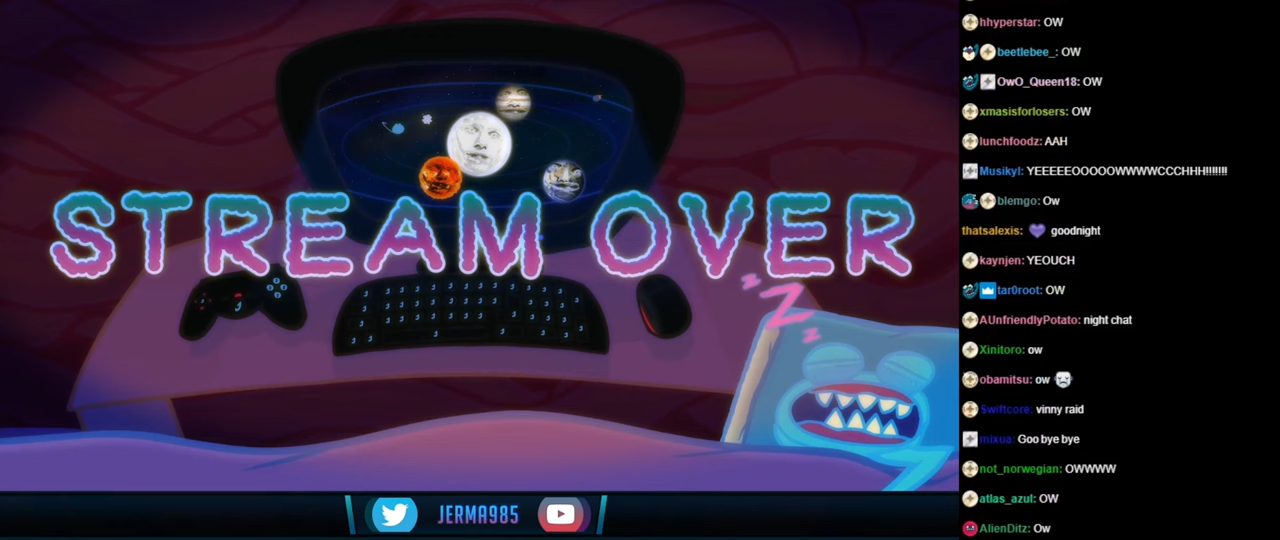 STREAM OVER
z
Z
z
JERMA985
hhyperstar: OW
beetlebee_: OW
OwO_Queen18: OW
xmasisforlosers: OW
lunchfoodz: AAH
Musikyl: YEEEEEOOOOOWWWWCCCHHH!!!!!!!
blemgo: Ow
thatsalexis: 💜 goodnight
kaynjen: YEOUCH
tar0root: OW
AUnfriendlyPotato: night chat
Xinitoro: ow
obamitsu: ow
Swiftcore: vinny raid
mixua: Goo bye bye
not_norwegian: OWWWW
atlas_azul: OW
AlienDitz: Ow